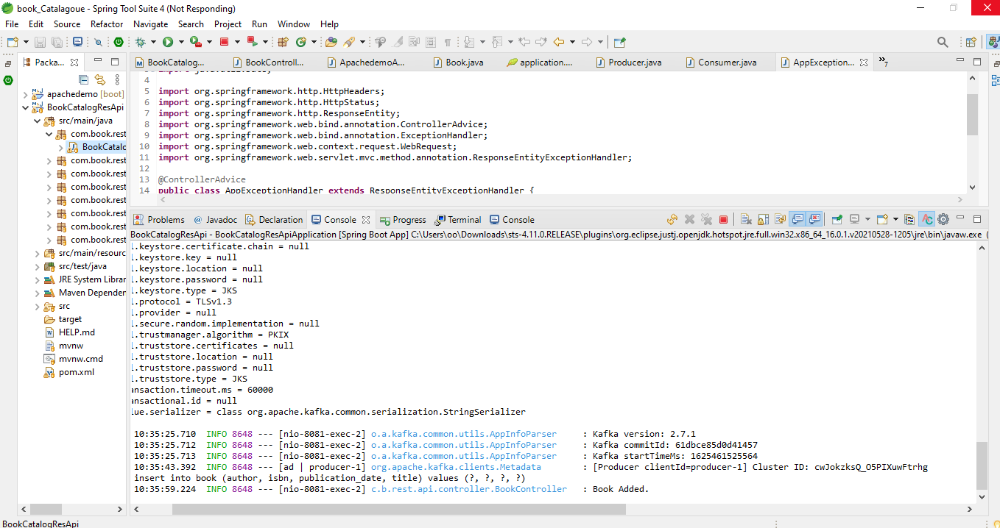 book_Catalagoue - Spring Tool Suite 4 (Not Responding)
File Edit Source Refactor Navigate Search Project Run Window Help
Packa...
BookCatalog...
BookControll...
ApachedemoA...
Book.java
application....
Producer.java
Consumer.java
AppException...
»7
apachedemo [boot]
BookCatalogResApi
src/main/java
com.book.rest
BookCatalc
com.book.rest
com.book.rest
com.book.rest
com.book.rest
com.book.rest
com.book.rest
com.book.rest
src/main/resourc
src/test/java
JRE System Librar
Maven Depender
src
target
HELP.md
mvnw
mvnw.cmd
pom.xml
4
5 import org.springframework.http.HttpHeaders;
6 import org.springframework.http.HttpStatus;
7 import org.springframework.http.ResponseEntity;
8 import org.springframework.web.bind.annotation.ControllerAdvice;
9 import org.springframework.web.bind.annotation.ExceptionHandler;
10 import org.springframework.web.context.request.WebRequest;
11 import org.springframework.web.servlet.mvc.method.annotation.ResponseEntityExceptionHandler;
12
13 @ControllerAdvice
14 public class AppExceptionHandler extends ResponseEntityExceptionHandler {
Problems @ Javadoc Declaration Console Progress Terminal Console
BookCatalogResApi - BookCatalogResApiApplication [Spring Boot App] C:\Users\oo\Downloads\sts-4.11.0.RELEASE\plugins\org.eclipse.justj.openjdk.hotspot.jre.full.win32.x86_64_16.0.1.v20210528-1205\jre\bin\javaw.exe (
l.keystore.certificate.chain = null
l.keystore.key = null
l.keystore.location = null
l.keystore.password = null
l.keystore.type = JKS
l.protocol = TLSv1.3
l.provider = null
l.secure.random.implementation = null
l.trustmanager.algorithm = PKIX
l.truststore.certificates = null
l.truststore.location = null
l.truststore.password = null
l.truststore.type = JKS
ansaction.timeout.ms = 60000
ansactional.id = null
lue.serializer = class org.apache.kafka.common.serialization.StringSerializer
10:35:25.710 INFO 8648 --- [nio-8081-exec-2] o.a.kafka.common.utils.AppInfoParser : Kafka version: 2.7.1
10:35:25.712 INFO 8648 --- [nio-8081-exec-2] o.a.kafka.common.utils.AppInfoParser : Kafka commitId: 61dbce85d0d41457
10:35:25.713 INFO 8648 --- [nio-8081-exec-2] o.a.kafka.common.utils.AppInfoParser : Kafka startTimeMs: 1625461525564
10:35:43.392 INFO 8648 --- [ad | producer-1] org.apache.kafka.clients.Metadata : [Producer clientId=producer-1] Cluster ID: cwJokzksQ_O5PIXuwFtrhg
insert into book (author, isbn, publication_date, title) values (?, ?, ?, ?)
10:35:59.224 INFO 8648 --- [nio-8081-exec-2] c.b.rest.api.controller.BookController : Book Added.
BookCatalogResApi